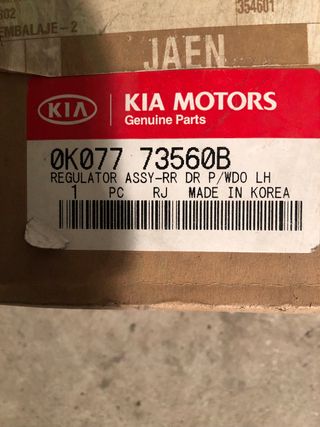 802
354601
EMBALAJE-2
JAEN
KIA
KIA MOTORS
Genuine Parts
0K077 73560B
REGULATOR ASSY-RR DR P/WDO LH
1 PC RJ MADE IN KOREA